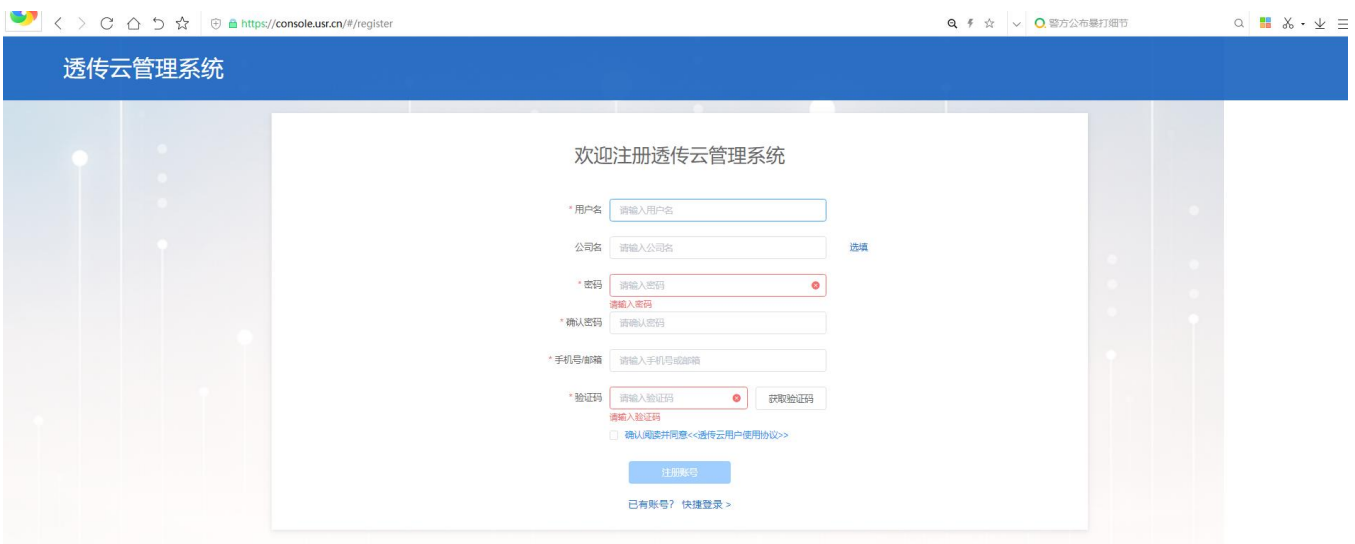 https://console.usr.cn/#/register
警方公布暴打细节
透传云管理系统
欢迎注册透传云管理系统
* 用户名 请输入用户名
公司名 请输入公司名 选填
* 密码 请输入密码
请输入密码
* 确认密码 请确认密码
* 手机号/邮箱 请输入手机号或邮箱
* 验证码 请输入验证码 获取验证码
请输入验证码
确认阅读并同意<<透传云用户使用协议>>
注册账号
已有账号? 快捷登录 >